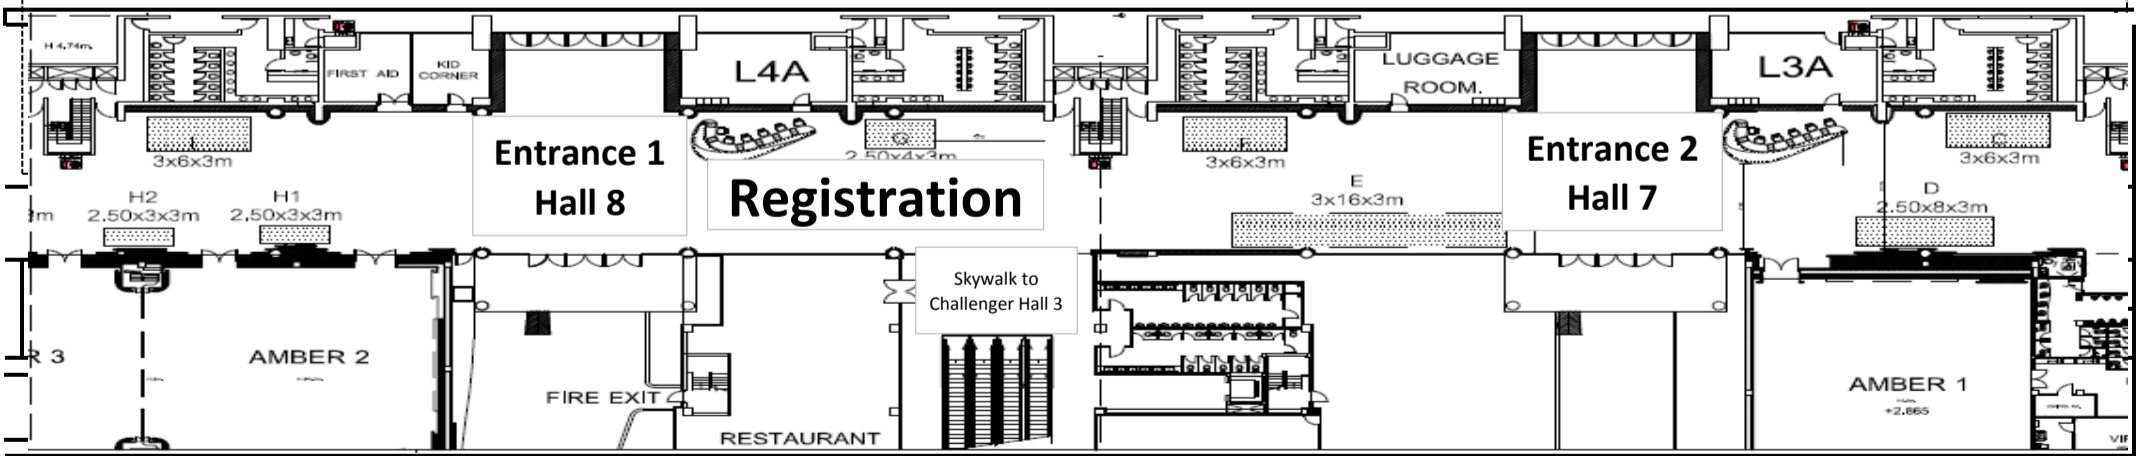 H 4.74m
FIRST AID
KID
CORNER
L4A
LUGGAGE
ROOM.
L3A
3x6x3m
Entrance 1
Hall 8
G
2.50x4x3m
F
3x6x3m
Entrance 2
Hall 7
C
3x6x3m
H2
2.50x3x3m
H1
2.50x3x3m
Registration
E
3x16x3m
D
2.50x8x3m
Skywalk to
Challenger Hall 3
R 3
AMBER 2
FIRE EXIT
RESTAURANT
AMBER 1
+2.865
VIP